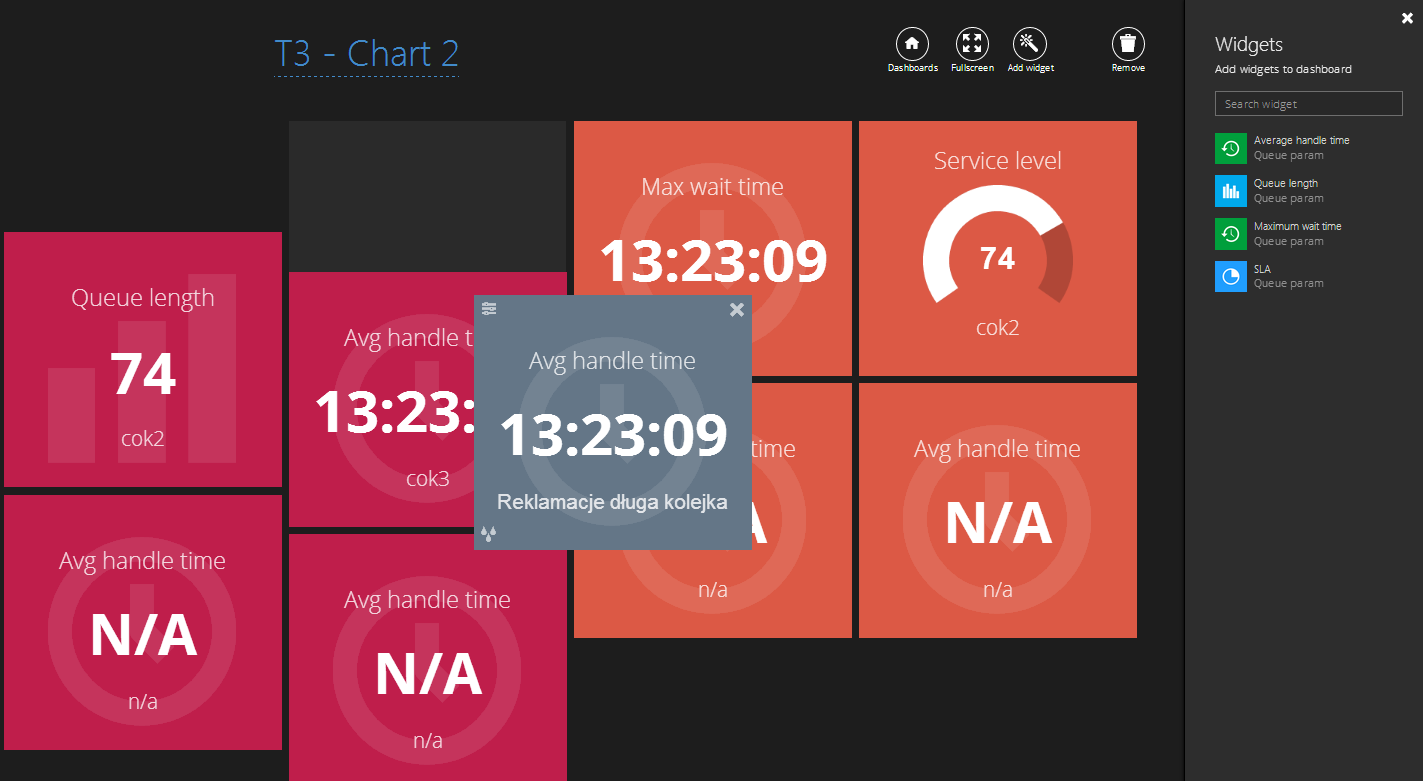 T3 - Chart 2
Dashboards
Fullscreen
Add widget
Remove
Queue length
74
cok2
Avg handle time
N/A
n/a
Avg handle t
13:23:
cok3
Avg handle time
N/A
n/a
Max wait time
13:23:09
Avg handle time
13:23:09
Reklamacje długa kolejka
time
A
n/a
Service level
74
cok2
Avg handle time
N/A
n/a
Widgets
Add widgets to dashboard
Search widget
Average handle time
Queue param
Queue length
Queue param
Maximum wait time
Queue param
SLA
Queue param